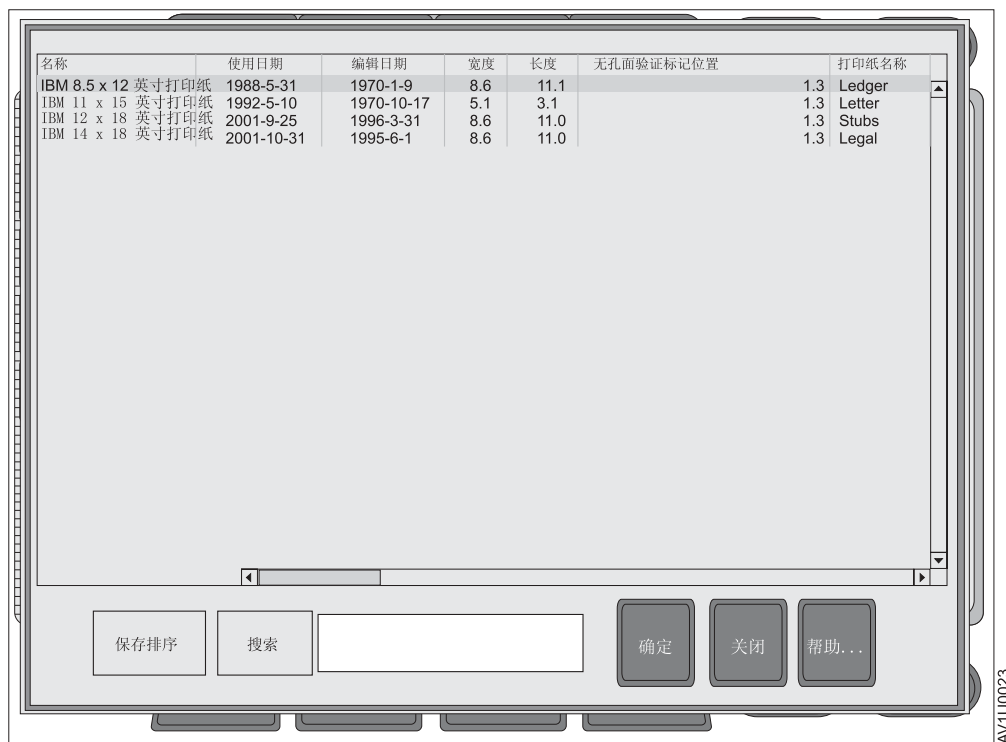 名称 使用日期 编辑日期 宽度 长度 无孔面验证标记位置 打印纸名称
IBM 8.5 x 12 英寸打印纸 1988-5-31 1970-1-9 8.6 11.1 1.3 Ledger
IBM 11 x 15 英寸打印纸 1992-5-10 1970-10-17 5.1 3.1 1.3 Letter
IBM 12 x 18 英寸打印纸 2001-9-25 1996-3-31 8.6 11.0 1.3 Stubs
IBM 14 x 18 英寸打印纸 2001-10-31 1995-6-1 8.6 11.0 1.3 Legal
保存排序 搜索 确定 关闭 帮助...
AV1U0023